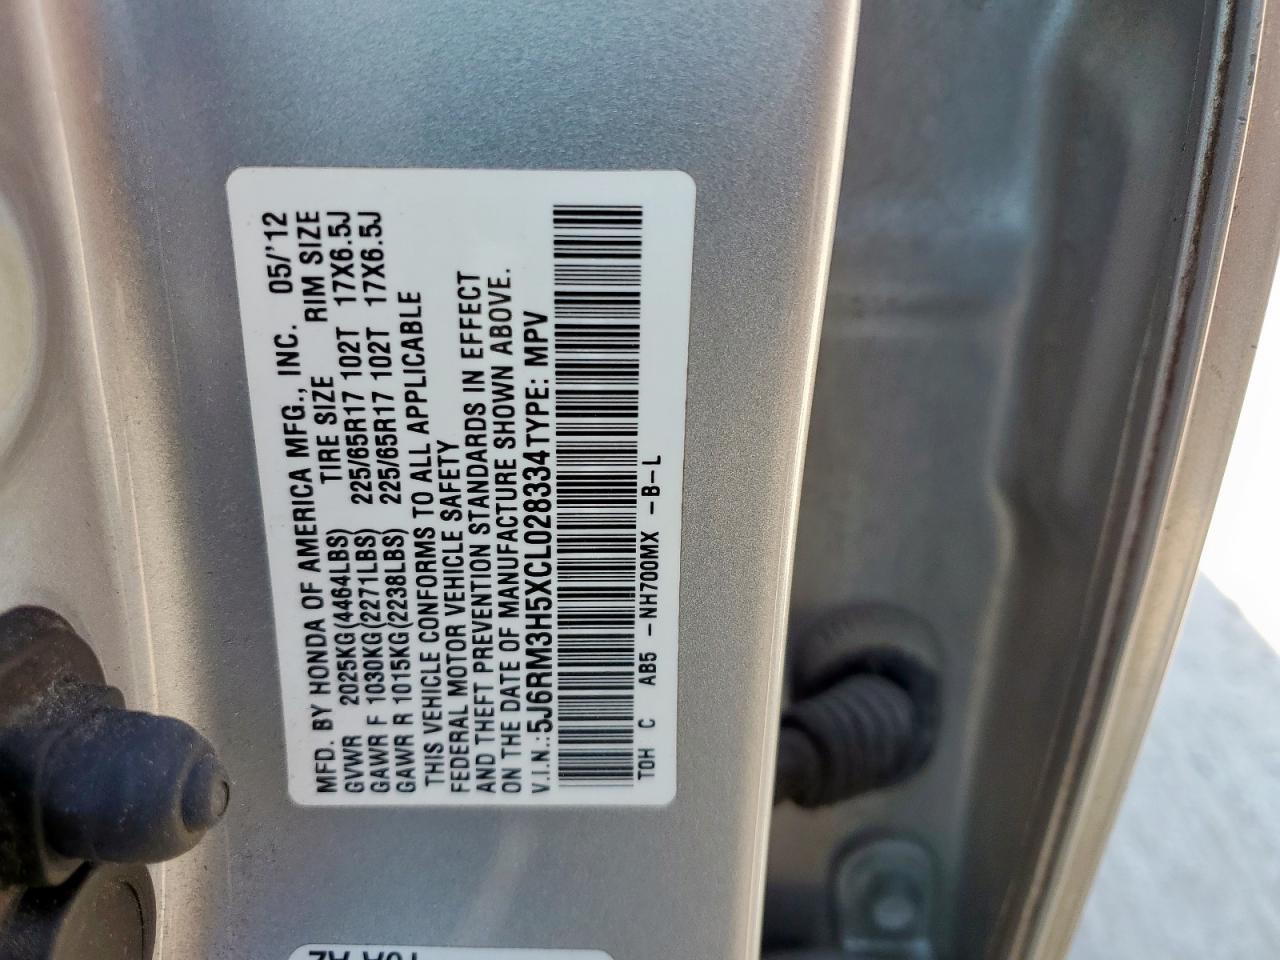 MFD. BY HONDA OF AMERICA MFG., INC. 05/'12
TIRE SIZE RIM SIZE
GVWR 2025KG(4464LBS)
GAWR F 1030KG(2271LBS) 225/65R17 102T 17X6.5J
GAWR R 1015KG(2238LBS) 225/65R17 102T 17X6.5J
THIS VEHICLE CONFORMS TO ALL APPLICABLE
FEDERAL MOTOR VEHICLE SAFETY
AND THEFT PREVENTION STANDARDS IN EFFECT
ON THE DATE OF MANUFACTURE SHOWN ABOVE.
V.I.N.:5J6RM3H5XCL028334TYPE: MPV
TOH C AB5 -NH700MX -B-L